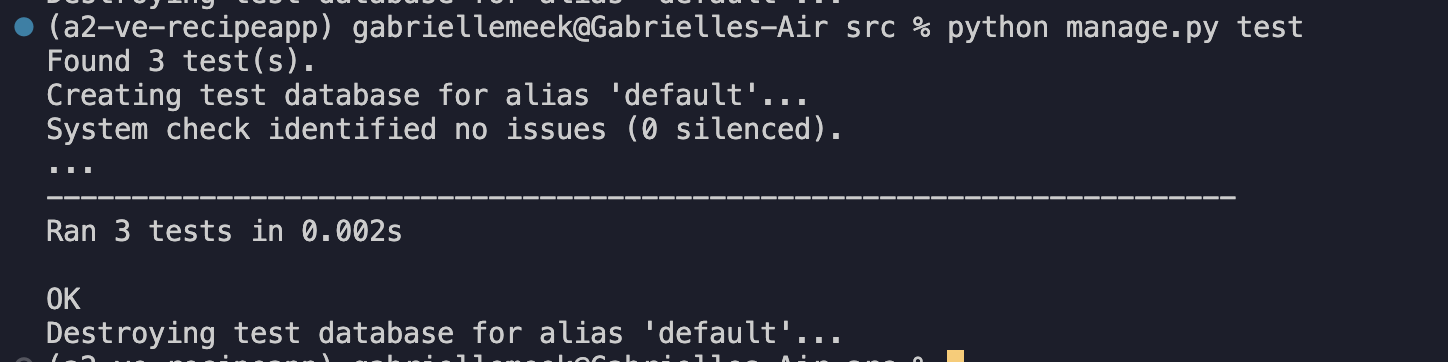 Destroying test database for alias 'default'...
(a2-ve-recipeapp) gabriellemeek@Gabrielles-Air src % python manage.py test
Found 3 test(s).
Creating test database for alias 'default'...
System check identified no issues (0 silenced).
...
----------------------------------------------------------------------
Ran 3 tests in 0.002s
OK
Destroying test database for alias 'default'...
(a2-ve-recipeapp) gabriellemeek@Gabrielles-Air src %